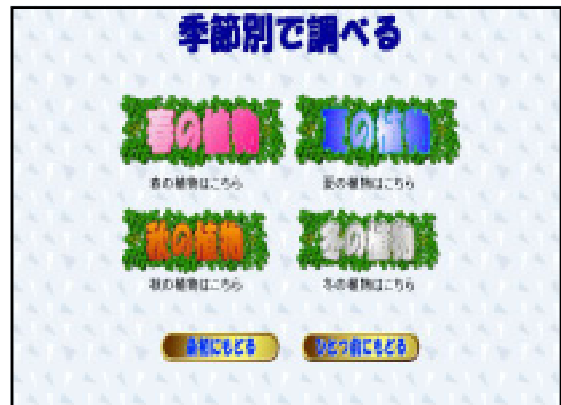 季節別で調べる
春の植物
夏の植物
春の植物はこちら
夏の植物はこちら
秋の植物
冬の植物
秋の植物はこちら
冬の植物はこちら
最初にもどる
ひとつ前にもどる